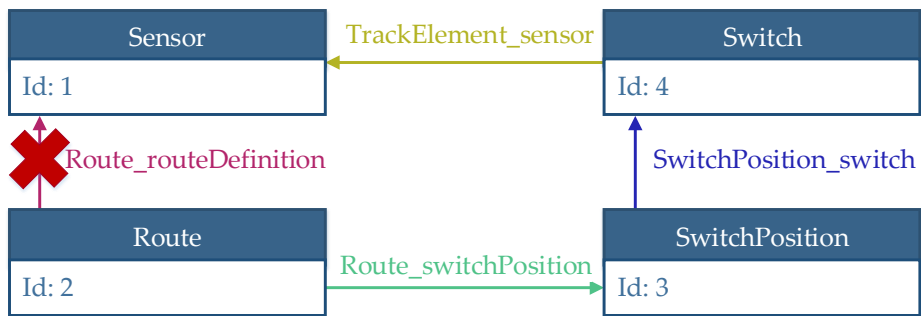 Sensor
Id: 1
TrackElement_sensor
Switch
Id: 4
Route_routeDefinition
SwitchPosition_switch
Route
Id: 2
Route_switchPosition
SwitchPosition
Id: 3